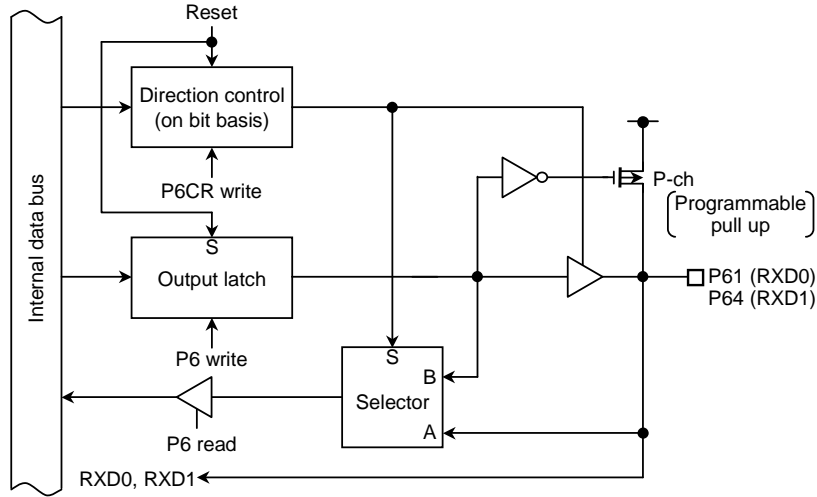 Reset
Internal data bus
Direction control
(on bit basis)
P6CR write
P-ch
Programmable
pull up
S
Output latch
P61 (RXD0)
P64 (RXD1)
P6 write
S
B
Selector
A
P6 read
RXD0, RXD1